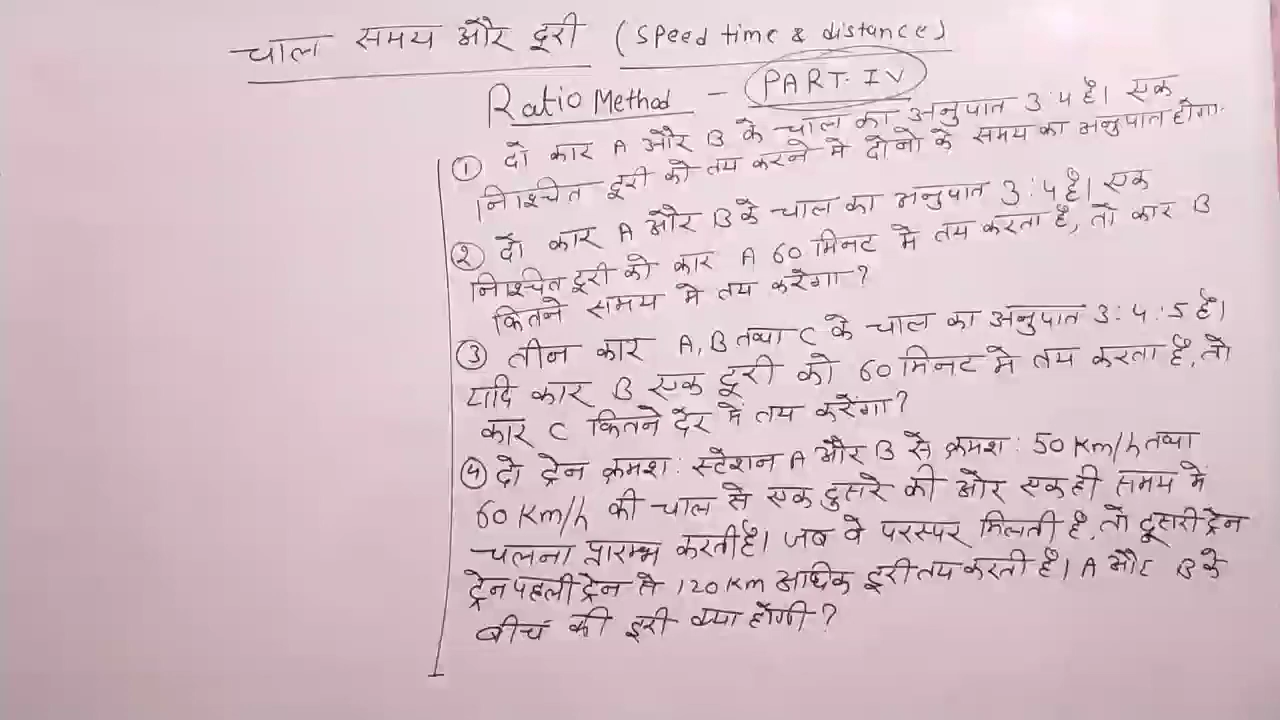 चाल समय और दूरी (Speed time & distance)
Ratio Method - PART-IV
① दो कार A और B के चाल का अनुपात 3:4 है। एक
निश्चित दूरी को तय करने मे दोनो के समय का अनुपात होगा
② दो कार A और B के चाल का अनुपात 3:4 है। एक
निश्चित दूरी को कार A 60 मिनट मे तय करता है, तो कार B
कितने समय मे तय करेगा?
③ तीन कार A, B तथा C के चाल का अनुपात 3:4:5 है।
यदि कार B एक दूरी को 60 मिनट मे तय करता है, तो
कार C कितने देर में तय करेगा?
④ दो ट्रेन क्रमश: स्टेशन A और B से क्रमश: 50 Km/h तथा
60 Km/h की चाल से एक दुसरे की ओर एक ही समय में
चलना प्रारम्भ करती है। जब वे परस्पर मिलती है, तो दूसरी ट्रेन
ट्रेन पहली ट्रेन से 120 Km अधिक दूरी तय करती है। A और B के
बीच की दूरी क्या होगी?